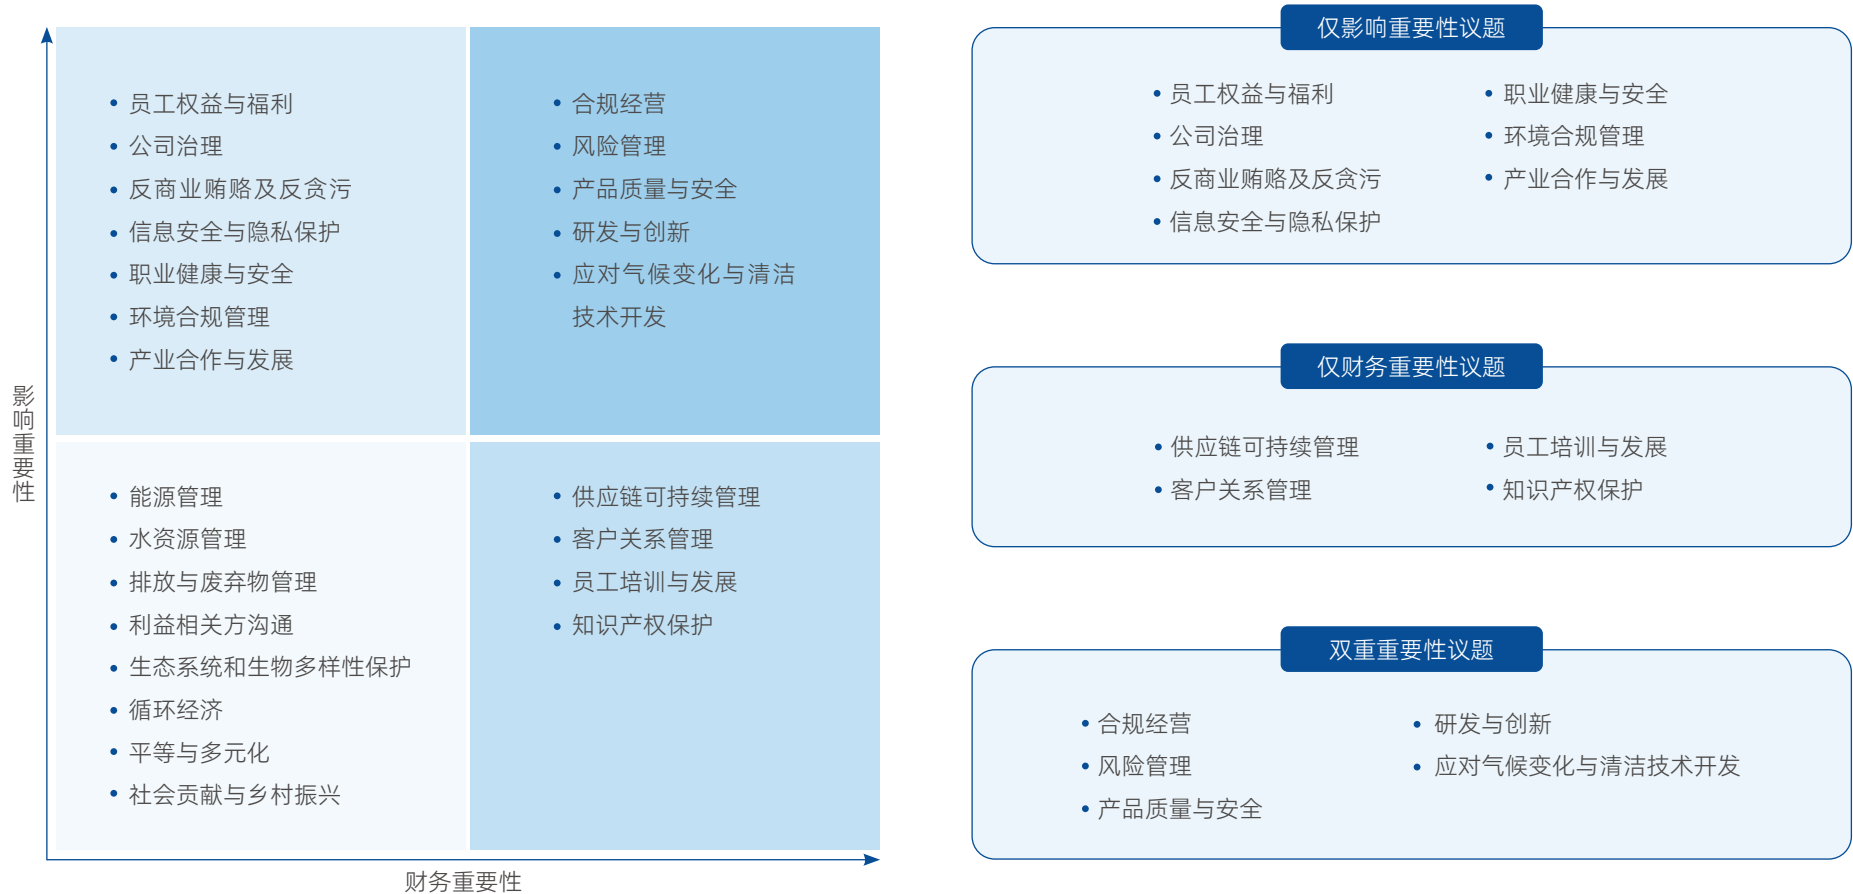 影响重要性
员工权益与福利
公司治理
反商业贿赂及反贪污
信息安全与隐私保护
职业健康与安全
环境合规管理
产业合作与发展
合规经营
风险管理
产品质量与安全
研发与创新
应对气候变化与清洁
技术开发
能源管理
水资源管理
排放与废弃物管理
利益相关方沟通
生态系统和生物多样性保护
循环经济
平等与多元化
社会贡献与乡村振兴
供应链可持续管理
客户关系管理
员工培训与发展
知识产权保护
财务重要性
仅影响重要性议题
员工权益与福利
公司治理
反商业贿赂及反贪污
信息安全与隐私保护
职业健康与安全
环境合规管理
产业合作与发展
仅财务重要性议题
供应链可持续管理
客户关系管理
员工培训与发展
知识产权保护
双重重要性议题
合规经营
风险管理
产品质量与安全
研发与创新
应对气候变化与清洁技术开发